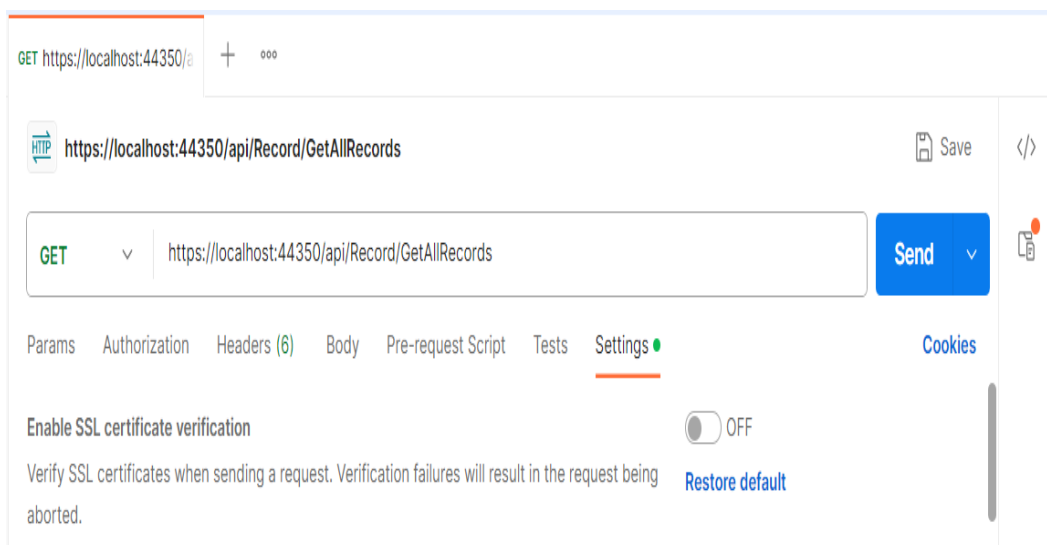 GET https://localhost:44350/a
HTTP https://localhost:44350/api/Record/GetAllRecords Save </>
GET https://localhost:44350/api/Record/GetAllRecords Send
Params Authorization Headers (6) Body Pre-request Script Tests Settings Cookies
Enable SSL certificate verification OFF
Verify SSL certificates when sending a request. Verification failures will result in the request being Restore default
aborted.